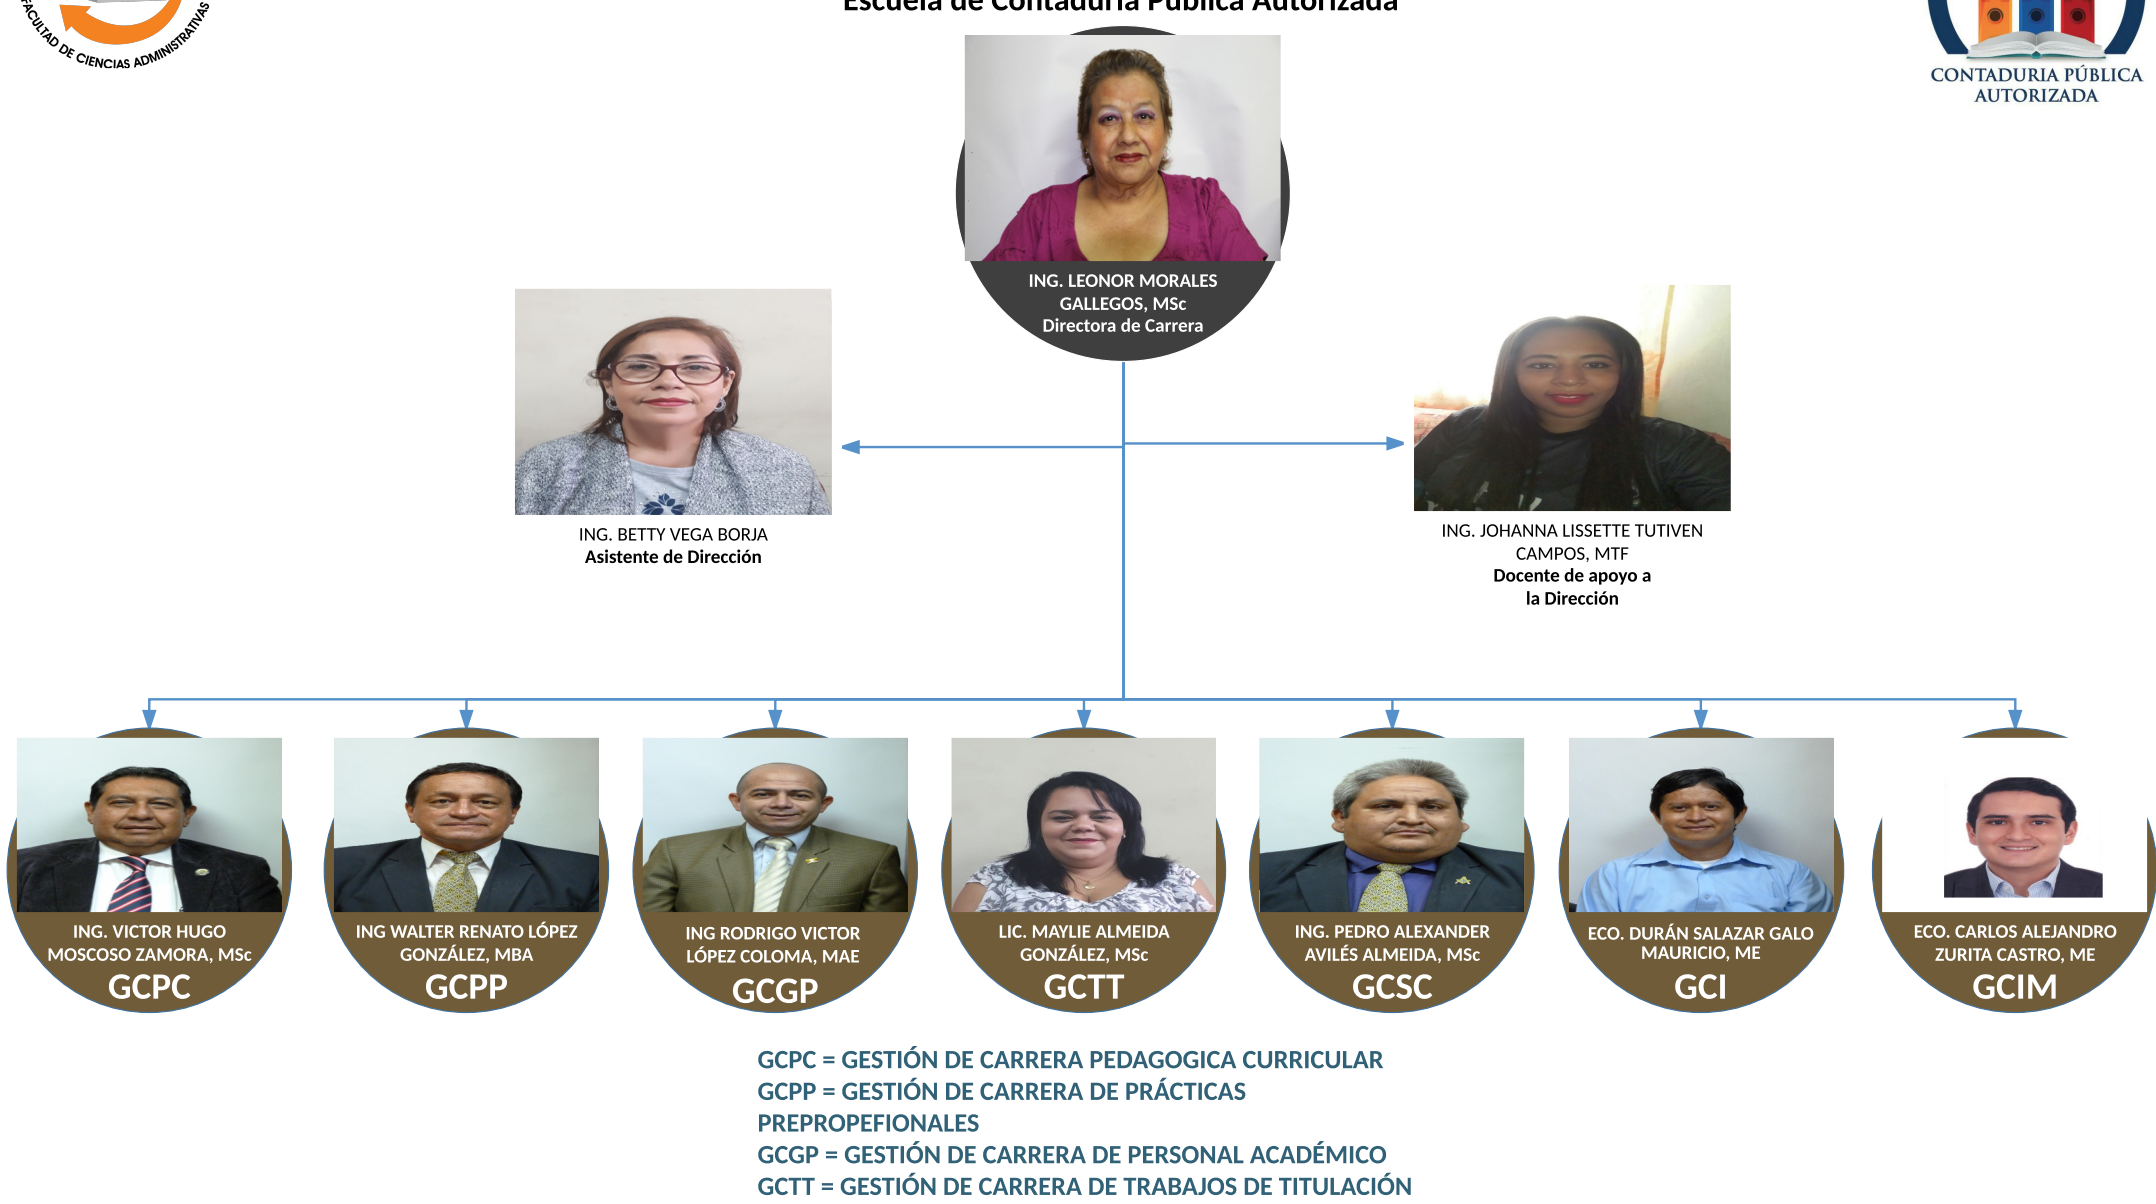 Escuela de Contaduría Pública Autorizada
FACULTAD DE CIENCIAS ADMINISTRATIVAS
CONTADURIA PÚBLICA
AUTORIZADA
ING. LEONOR MORALES
GALLEGOS, MSc
Directora de Carrera
ING. BETTY VEGA BORJA
Asistente de Dirección
ING. JOHANNA LISSETTE TUTIVEN
CAMPOS, MTF
Docente de apoyo a
la Dirección
ING. VICTOR HUGO
MOSCOSO ZAMORA, MSc
GCPC
ING WALTER RENATO LÓPEZ
GONZÁLEZ, MBA
GCPP
ING RODRIGO VICTOR
LÓPEZ COLOMA, MAE
GCGP
LIC. MAYLIE ALMEIDA
GONZÁLEZ, MSc
GCTT
ING. PEDRO ALEXANDER
AVILÉS ALMEIDA, MSc
GCSC
ECO. DURÁN SALAZAR GALO
MAURICIO, ME
GCI
ECO. CARLOS ALEJANDRO
ZURITA CASTRO, ME
GCIM
GCPC = GESTIÓN DE CARRERA PEDAGOGICA CURRICULAR
GCPP = GESTIÓN DE CARRERA DE PRÁCTICAS
PREPROPEFIONALES
GCGP = GESTIÓN DE CARRERA DE PERSONAL ACADÉMICO
GCTT = GESTIÓN DE CARRERA DE TRABAJOS DE TITULACIÓN